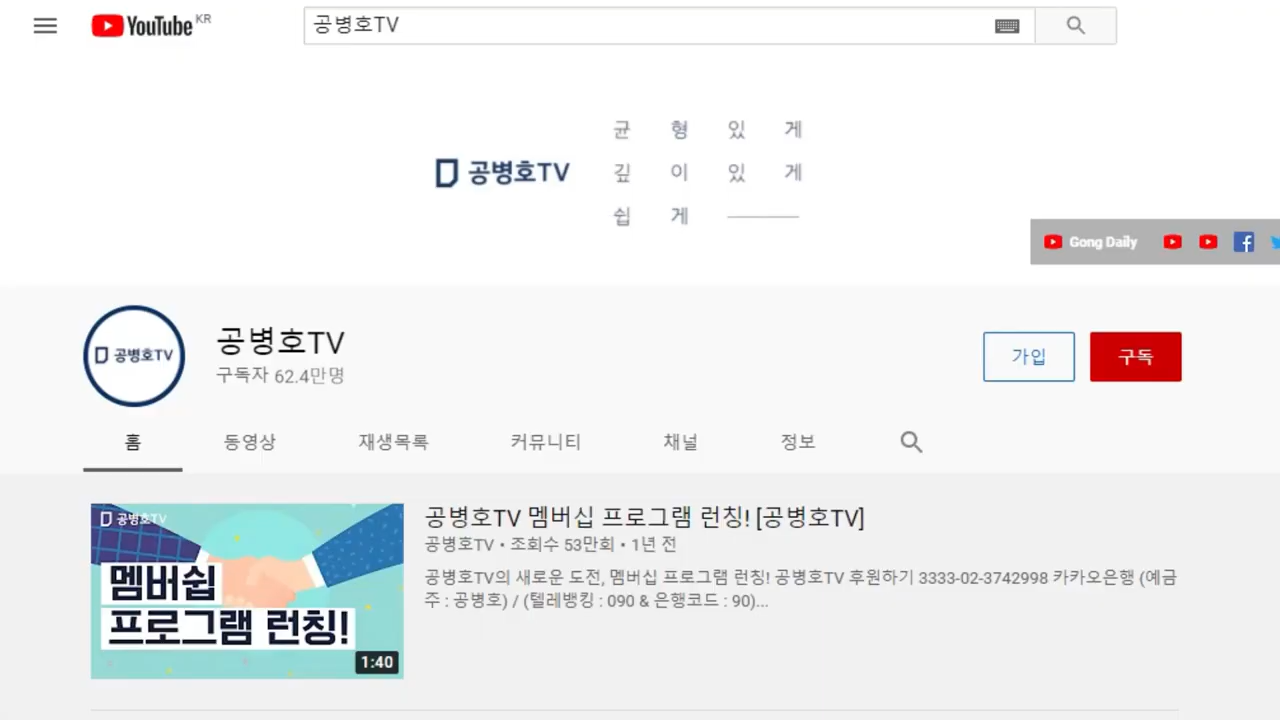 YouTube KR
공병호TV
균형있게
공병호TV
깊이있게
쉽게
Gong Daily
공병호TV
공병호TV
구독자 62.4만명
가입
구독
홈
동영상
재생목록
커뮤니티
채널
정보
공병호TV
멤버쉽
프로그램 런칭!
1:40
공병호TV 멤버십 프로그램 런칭! [공병호TV]
공병호TV • 조회수 53만회 • 1년 전
공병호TV의 새로운 도전, 멤버십 프로그램 런칭! 공병호TV 후원하기 3333-02-3742998 카카오은행 (예금
주 : 공병호) / (텔레뱅킹 : 090 & 은행코드 : 90)...